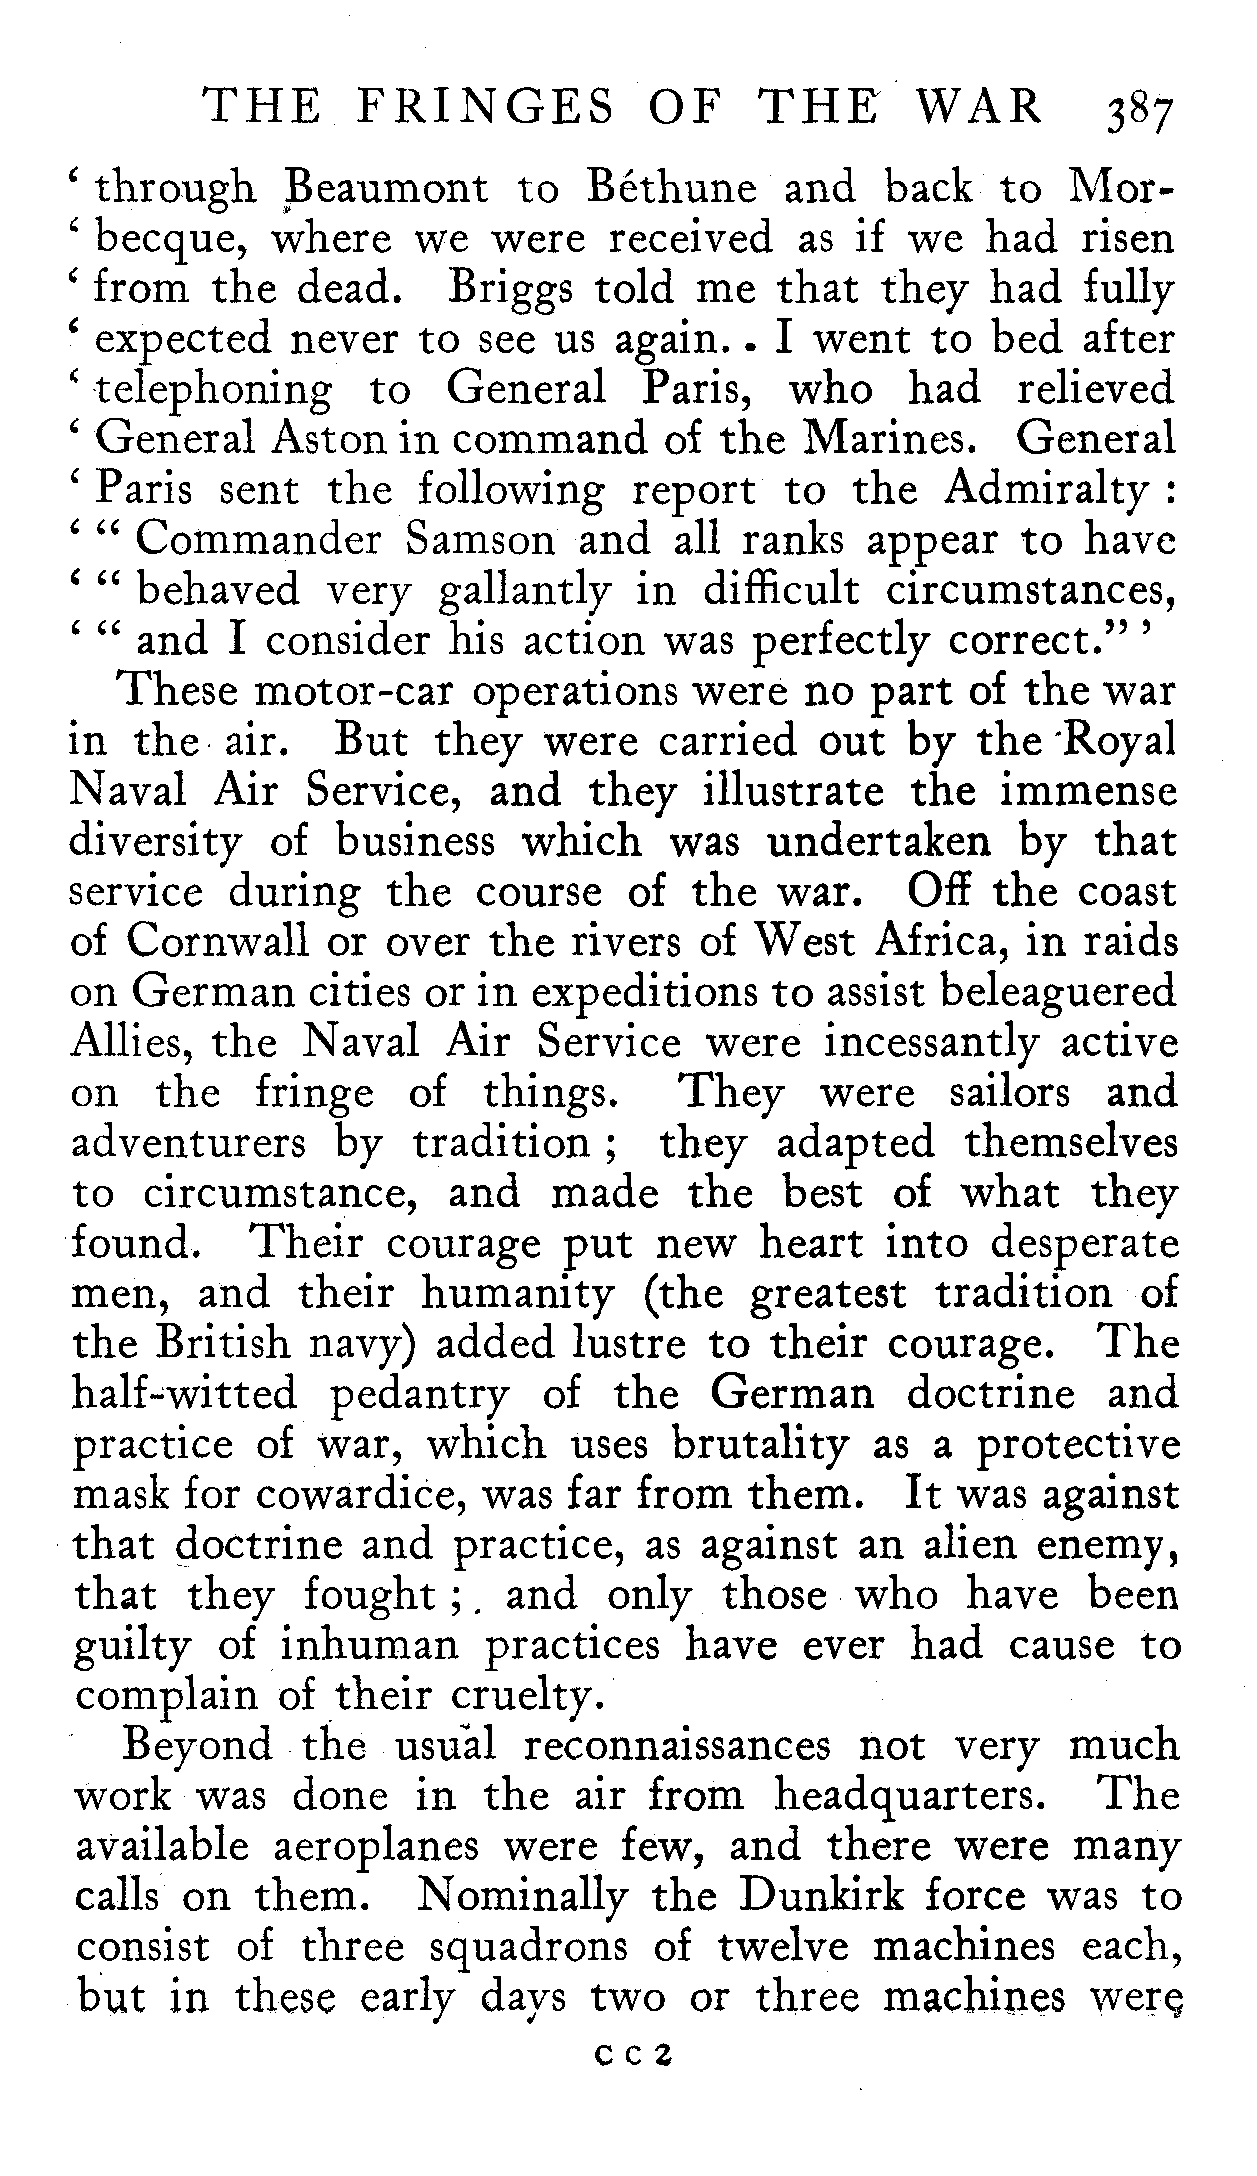 THE FRINGES OF THE WAR 387
‘ through Beaumont to Béthune and back to Mor-
‘ becque, where we were received as if we had risen
‘ from the dead. Briggs told me that they had fully
‘ expected never to see us again. . I went to bed after
‘ telephoning to General Paris, who had relieved
‘ General Aston in command of the Marines. General
‘ Paris sent the following report to the Admiralty :
‘ “ Commander Samson and all ranks appear to have
‘ “ behaved very gallantly in difficult circumstances,
‘ “ and I consider his action was perfectly correct.” ’
These motor-car operations were no part of the war
in the air. But they were carried out by the Royal
Naval Air Service, and they illustrate the immense
diversity of business which was undertaken by that
service during the course of the war. Off the coast
of Cornwall or over the rivers of West Africa, in raids
on German cities or in expeditions to assist beleaguered
Allies, the Naval Air Service were incessantly active
on the fringe of things. They were sailors and
adventurers by tradition ; they adapted themselves
to circumstance, and made the best of what they
found. Their courage put new heart into desperate
men, and their humanity (the greatest tradition of
the British navy) added lustre to their courage. The
half-witted pedantry of the German doctrine and
practice of war, which uses brutality as a protective
mask for cowardice, was far from them. It was against
that doctrine and practice, as against an alien enemy,
that they fought ; and only those who have been
guilty of inhuman practices have ever had cause to
complain of their cruelty.
Beyond the usual reconnaissances not very much
work was done in the air from headquarters. The
available aeroplanes were few, and there were many
calls on them. Nominally the Dunkirk force was to
consist of three squadrons of twelve machines each,
but in these early days two or three machines were
C C 2